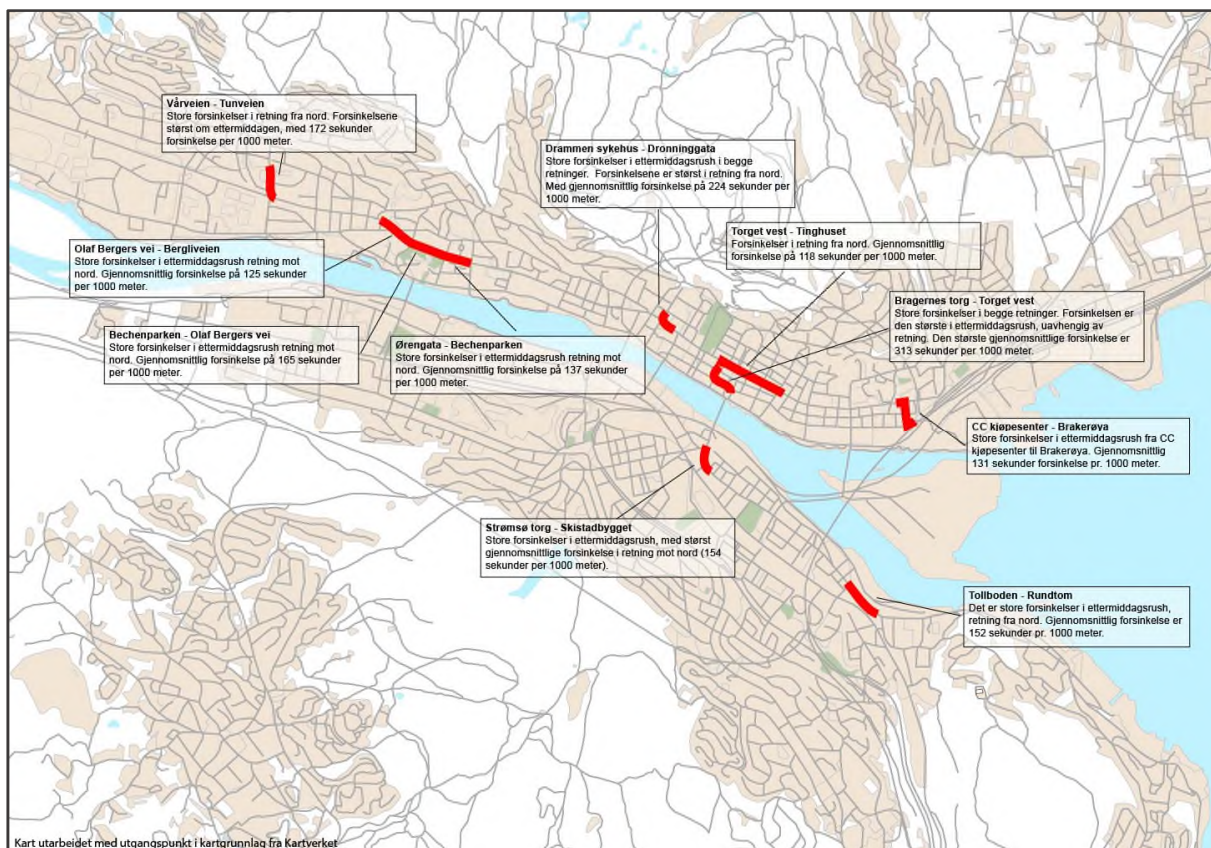 Vårveien - Tunveien
Store forsinkelser i retning fra nord. Forsinkelsene
størst om ettermiddagen, med 172 sekunder
forsinkelse per 1000 meter.
Drammen sykehus - Dronninggata
Store forsinkelser i ettermiddagsrush i begge
retninger. Forsinkelsene er størst i retning fra nord.
Med gjennomsnittlig forsinkelse på 224 sekunder per
1000 meter.
Torget vest - Tinghuset
Forsinkelser i retning fra nord. Gjennomsnittlig
forsinkelse på 118 sekunder per 1000 meter.
Olaf Bergers vei - Bergliveien
Store forsinkelser i ettermiddagsrush retning mot
nord. Gjennomsnittlig forsinkelse på 125 sekunder
per 1000 meter.
Bragernes torg - Torget vest
Store forsinkelser i begge retninger. Forsinkelsen er
den største i ettermiddagsrush, uavhengig av
retning. Den største gjennomsnittlige forsinkelse er
313 sekunder per 1000 meter.
Bechenparken - Olaf Bergers vei
Store forsinkelser i ettermiddagsrush retning mot
nord. Gjennomsnittlig forsinkelse på 165 sekunder
per 1000 meter.
Ørengata - Bechenparken
Store forsinkelser i ettermiddagsrush retning mot
nord. Gjennomsnittlig forsinkelse på 137 sekunder
per 1000 meter.
CC kjøpesenter - Brakerøya
Store forsinkelser i ettermiddagsrush fra CC
kjøpesenter til Brakerøya. Gjennomsnittlig
131 sekunder forsinkelse pr. 1000 meter.
Strømsø torg - Skistadbygget
Store forsinkelser i ettermiddagsrush, med størst
gjennomsnittlige forsinkelse i retning mot nord (154
sekunder per 1000 meter).
Tollboden - Rundtom
Det er store forsinkelser i ettermiddagsrush,
retning fra nord. Gjennomsnittlig forsinkelse er
152 sekunder pr. 1000 meter.
Kart utarbeidet med utgangspunkt i kartgrunnlag fra Kartverket